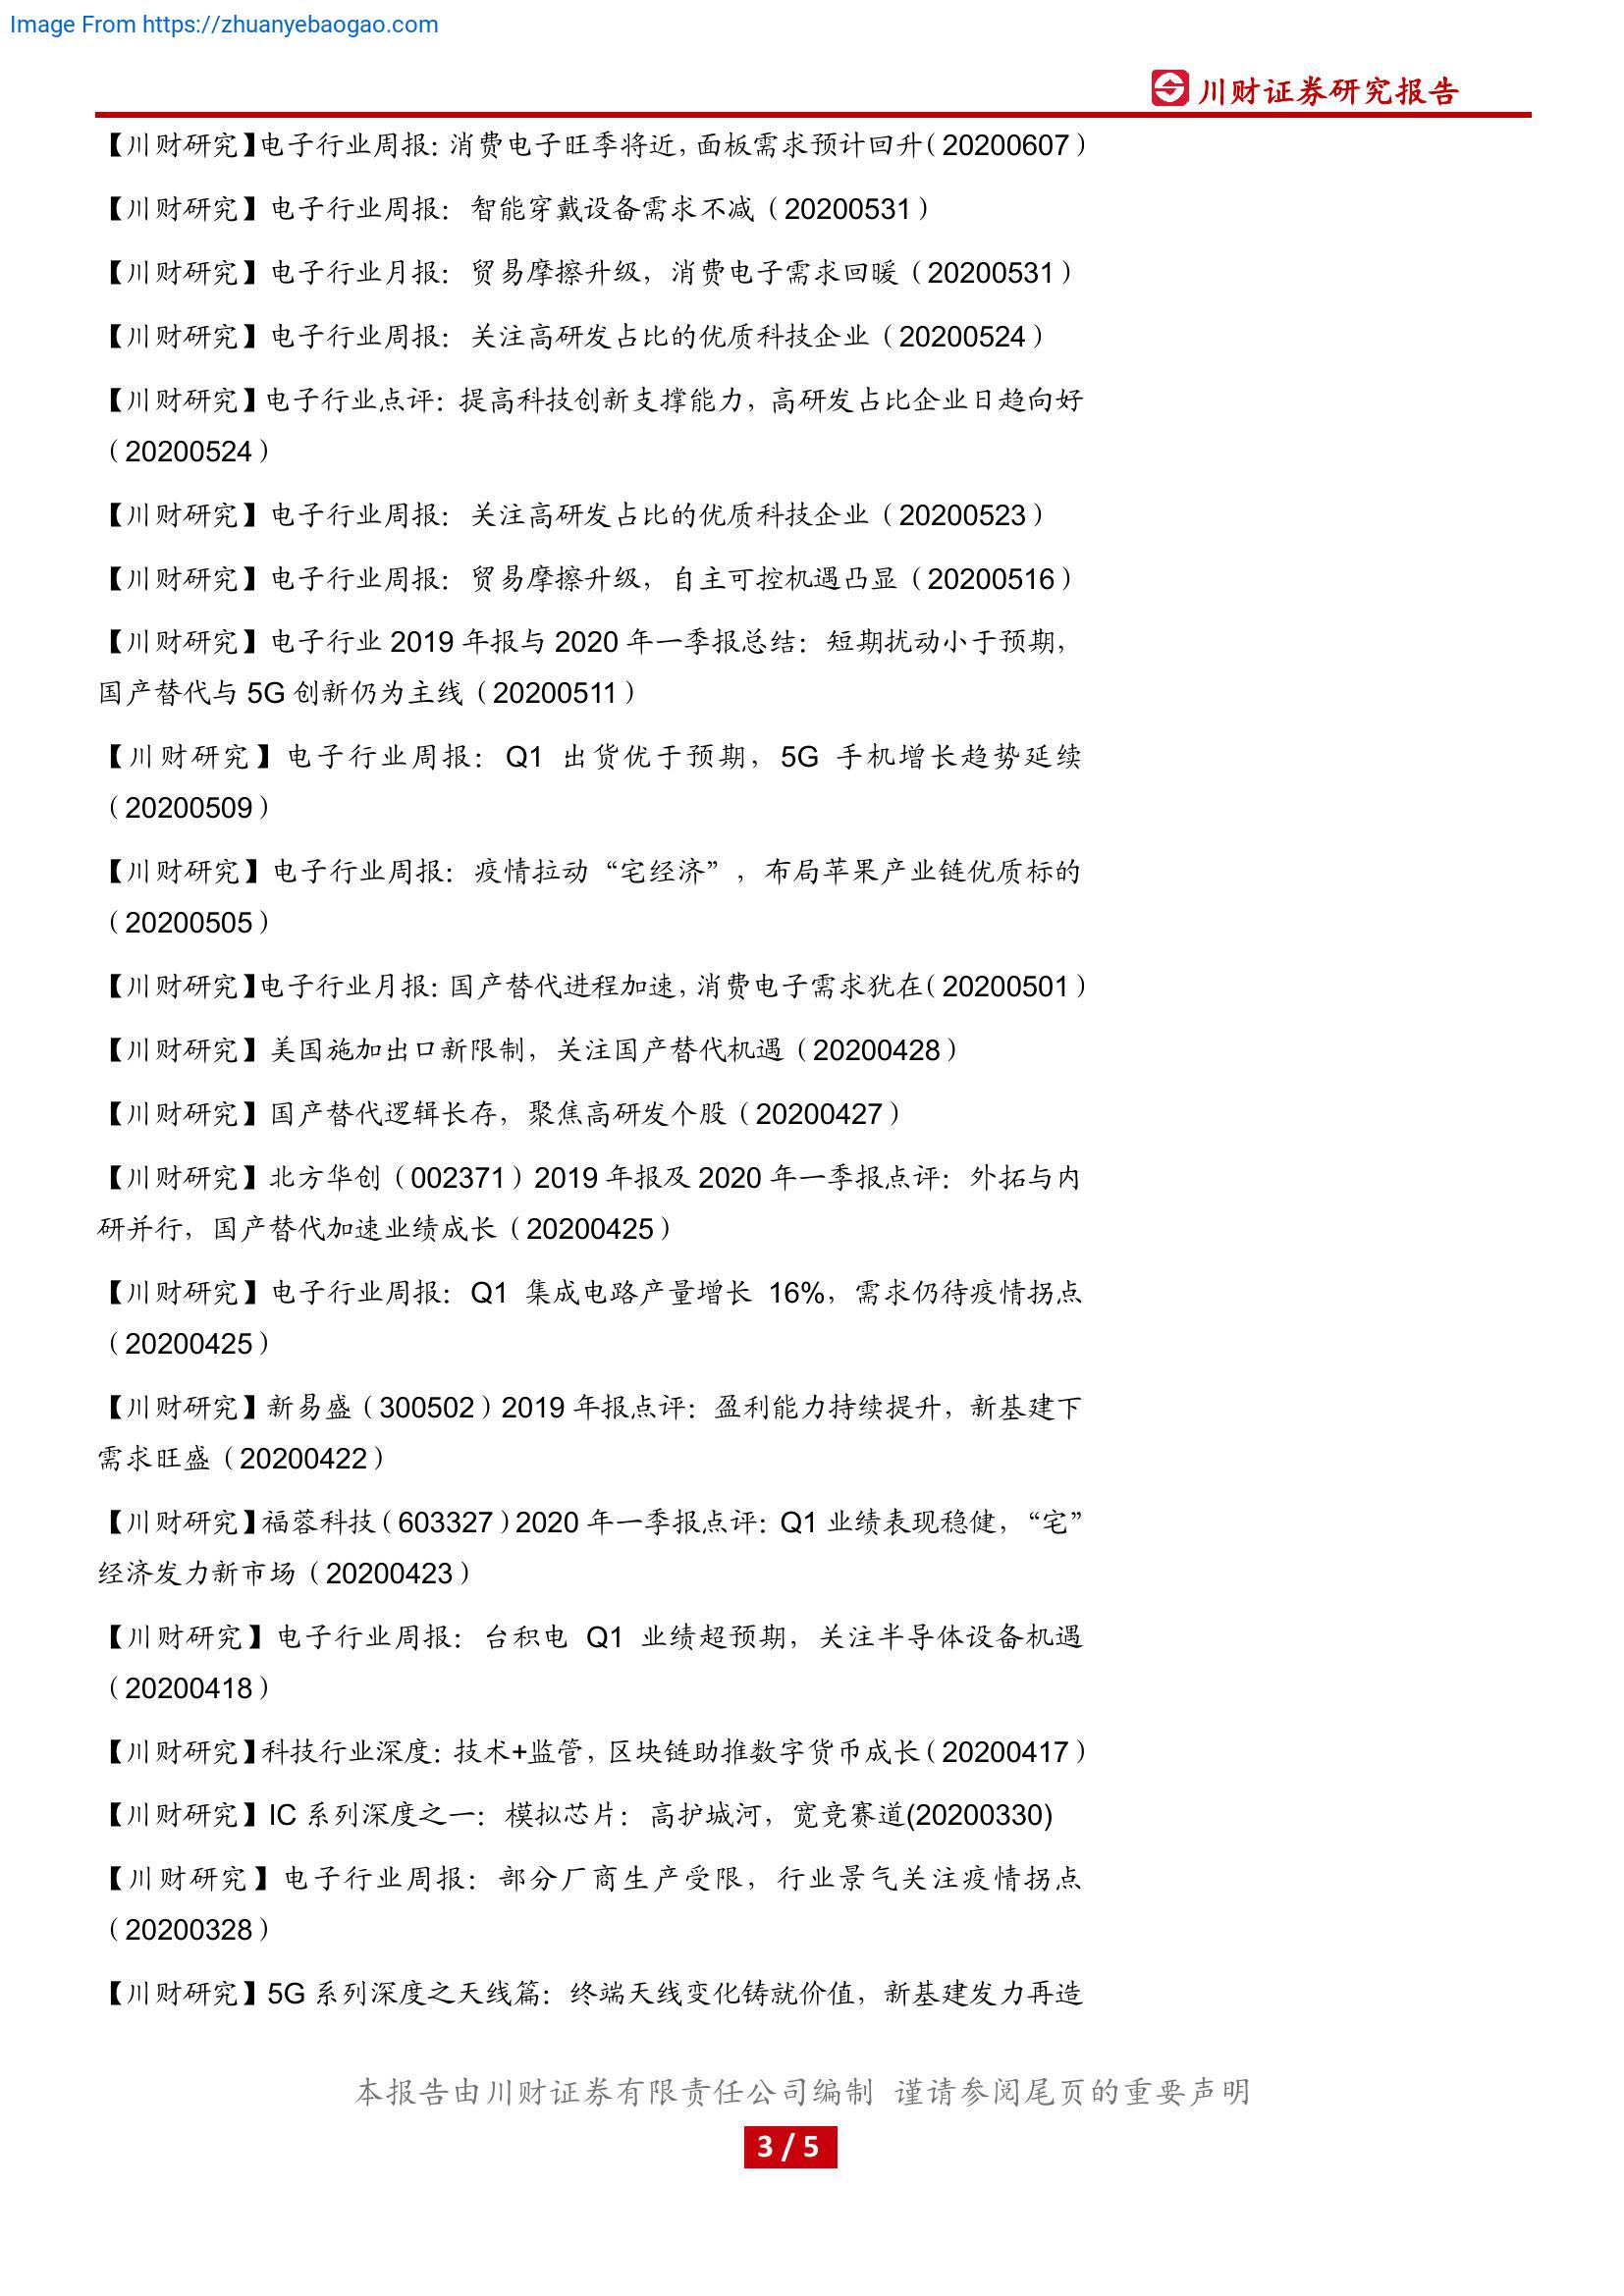 Image From https://zhuanyebaogao.com
川财证券研究报告
【川财研究】电子行业周报：消费电子旺季将近，面板需求预计回升（20200607）
【川财研究】电子行业周报：智能穿戴设备需求不减（20200531）
【川财研究】电子行业月报：贸易摩擦升级，消费电子需求回暖（20200531）
【川财研究】电子行业周报：关注高研发占比的优质科技企业（20200524）
【川财研究】电子行业点评：提高科技创新支撑能力，高研发占比企业日趋向好
（20200524）
【川财研究】电子行业周报：关注高研发占比的优质科技企业（20200523）
【川财研究】电子行业周报：贸易摩擦升级，自主可控机遇凸显（20200516）
【川财研究】电子行业 2019 年报与 2020 年一季报总结：短期扰动小于预期，
国产替代与 5G 创新仍为主线（20200511）
【川财研究】电子行业周报：Q1 出货优于预期，5G 手机增长趋势延续
（20200509）
【川财研究】电子行业周报：疫情拉动“宅经济”，布局苹果产业链优质标的
（20200505）
【川财研究】电子行业月报：国产替代进程加速，消费电子需求犹在（20200501）
【川财研究】美国施加出口新限制，关注国产替代机遇（20200428）
【川财研究】国产替代逻辑长存，聚焦高研发个股（20200427）
【川财研究】北方华创（002371）2019 年报及 2020 年一季报点评：外拓与内
研并行，国产替代加速业绩成长（20200425）
【川财研究】电子行业周报：Q1 集成电路产量增长 16%，需求仍待疫情拐点
（20200425）
【川财研究】新易盛（300502）2019 年报点评：盈利能力持续提升，新基建下
需求旺盛（20200422）
【川财研究】福蓉科技（603327）2020 年一季报点评：Q1 业绩表现稳健，“宅”
经济发力新市场（20200423）
【川财研究】电子行业周报：台积电 Q1 业绩超预期，关注半导体设备机遇
（20200418）
【川财研究】科技行业深度：技术+监管，区块链助推数字货币成长（20200417）
【川财研究】IC 系列深度之一：模拟芯片：高护城河，宽竞赛道(20200330)
【川财研究】电子行业周报：部分厂商生产受限，行业景气关注疫情拐点
（20200328）
【川财研究】5G 系列深度之天线篇：终端天线变化铸就价值，新基建发力再造
本报告由川财证券有限责任公司编制 谨请参阅尾页的重要声明
3 / 5